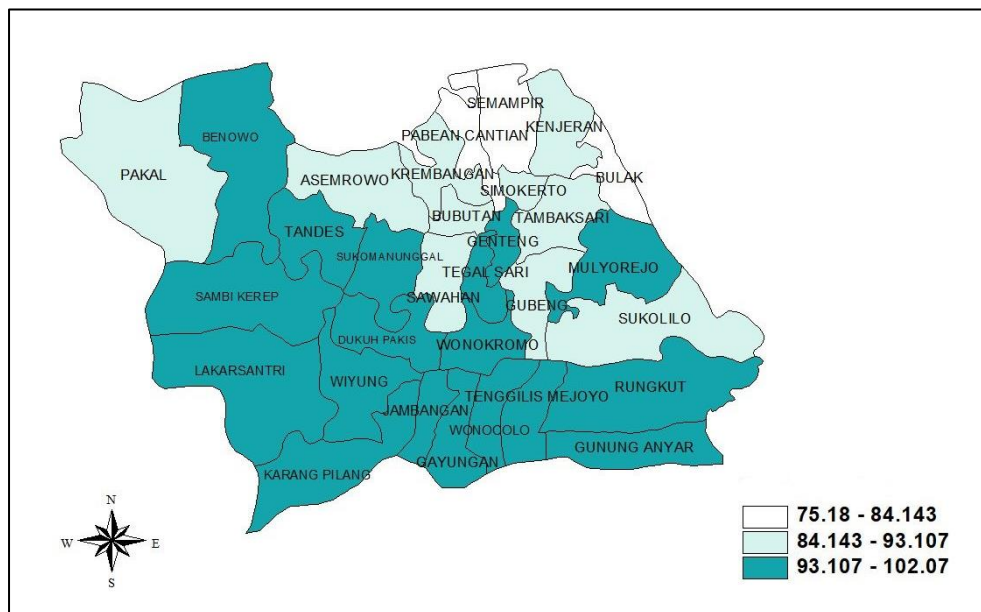 SEMAMPIR
KENJERAN
PABEAN CANTIAN
BENOWO
PAKAL
ASEMROWO
KREMBANGAN
BULAK
SIMOKERTO
BUBUTAN
TAMBAKSARI
TANDES
GENTENG
SUKOMANUNGGAL
TEGAL SARI
MULYOREJO
SAMBI KEREP
SAWAHAN
GUBENG
SUKOLILO
DUKUH PAKIS
WONOKROMO
LAKARSANTRI
WIYUNG
RUNGKUT
TENGGILIS MEJOYO
JAMBANGAN
WONOCOLO
GUNUNG ANYAR
GAYUNGAN
KARANG PILANG
N
W
E
S
75.18 - 84.143
84.143 - 93.107
93.107 - 102.07